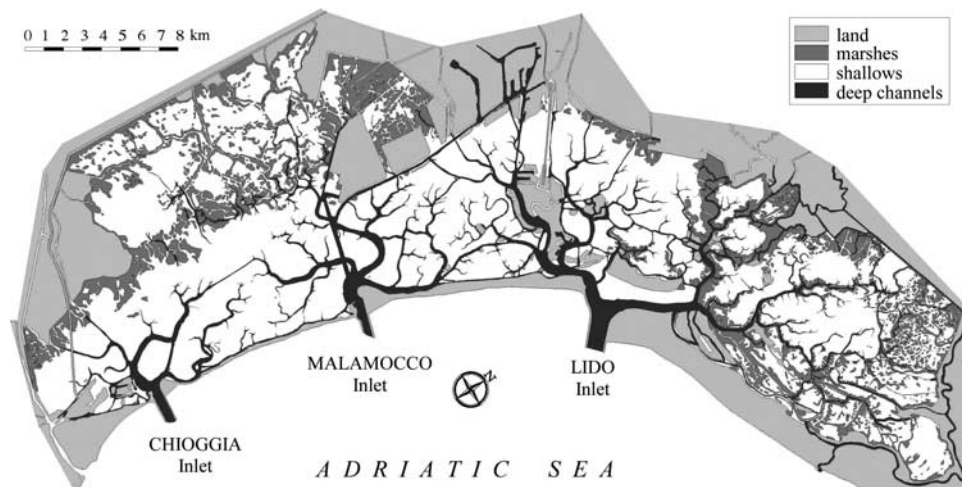 0 1 2 3 4 5 6 7 8 km
land
marshes
shallows
deep channels
N
MALAMOCCO
Inlet
LIDO
Inlet
CHIOGGIA
Inlet
ADRIATIC SEA